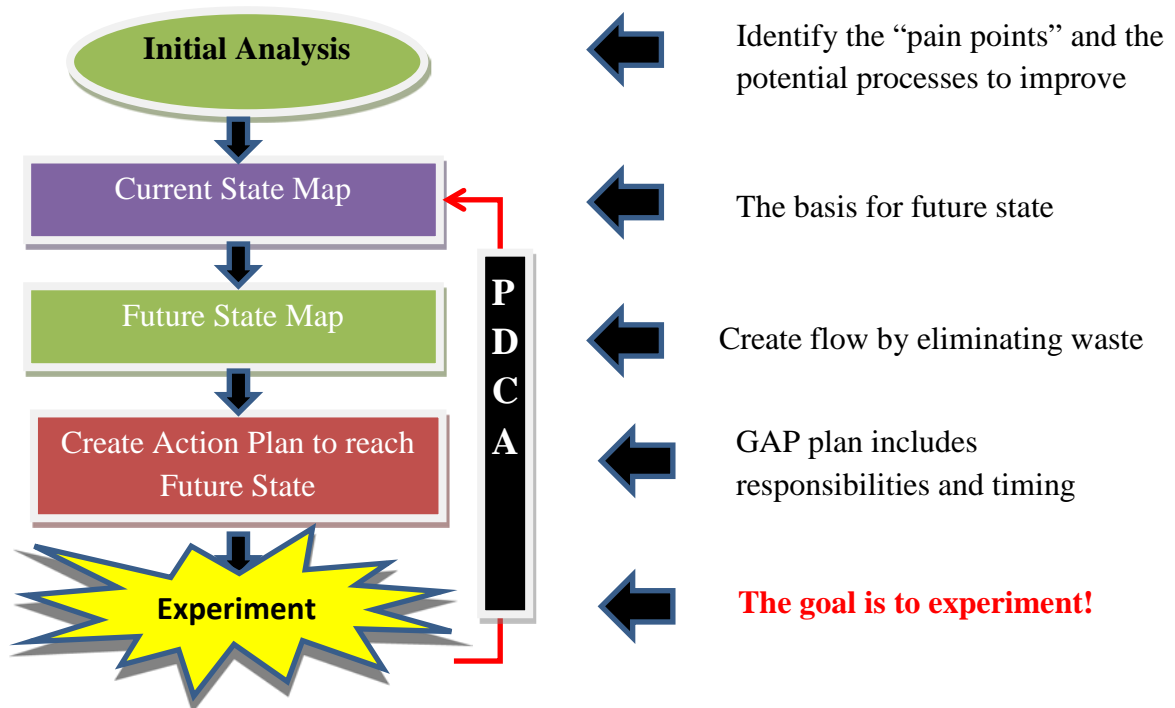 Initial Analysis
Identify the “pain points” and the
potential processes to improve
Current State Map
The basis for future state
P
D
C
A
Future State Map
Create flow by eliminating waste
Create Action Plan to reach
Future State
GAP plan includes
responsibilities and timing
Experiment
The goal is to experiment!